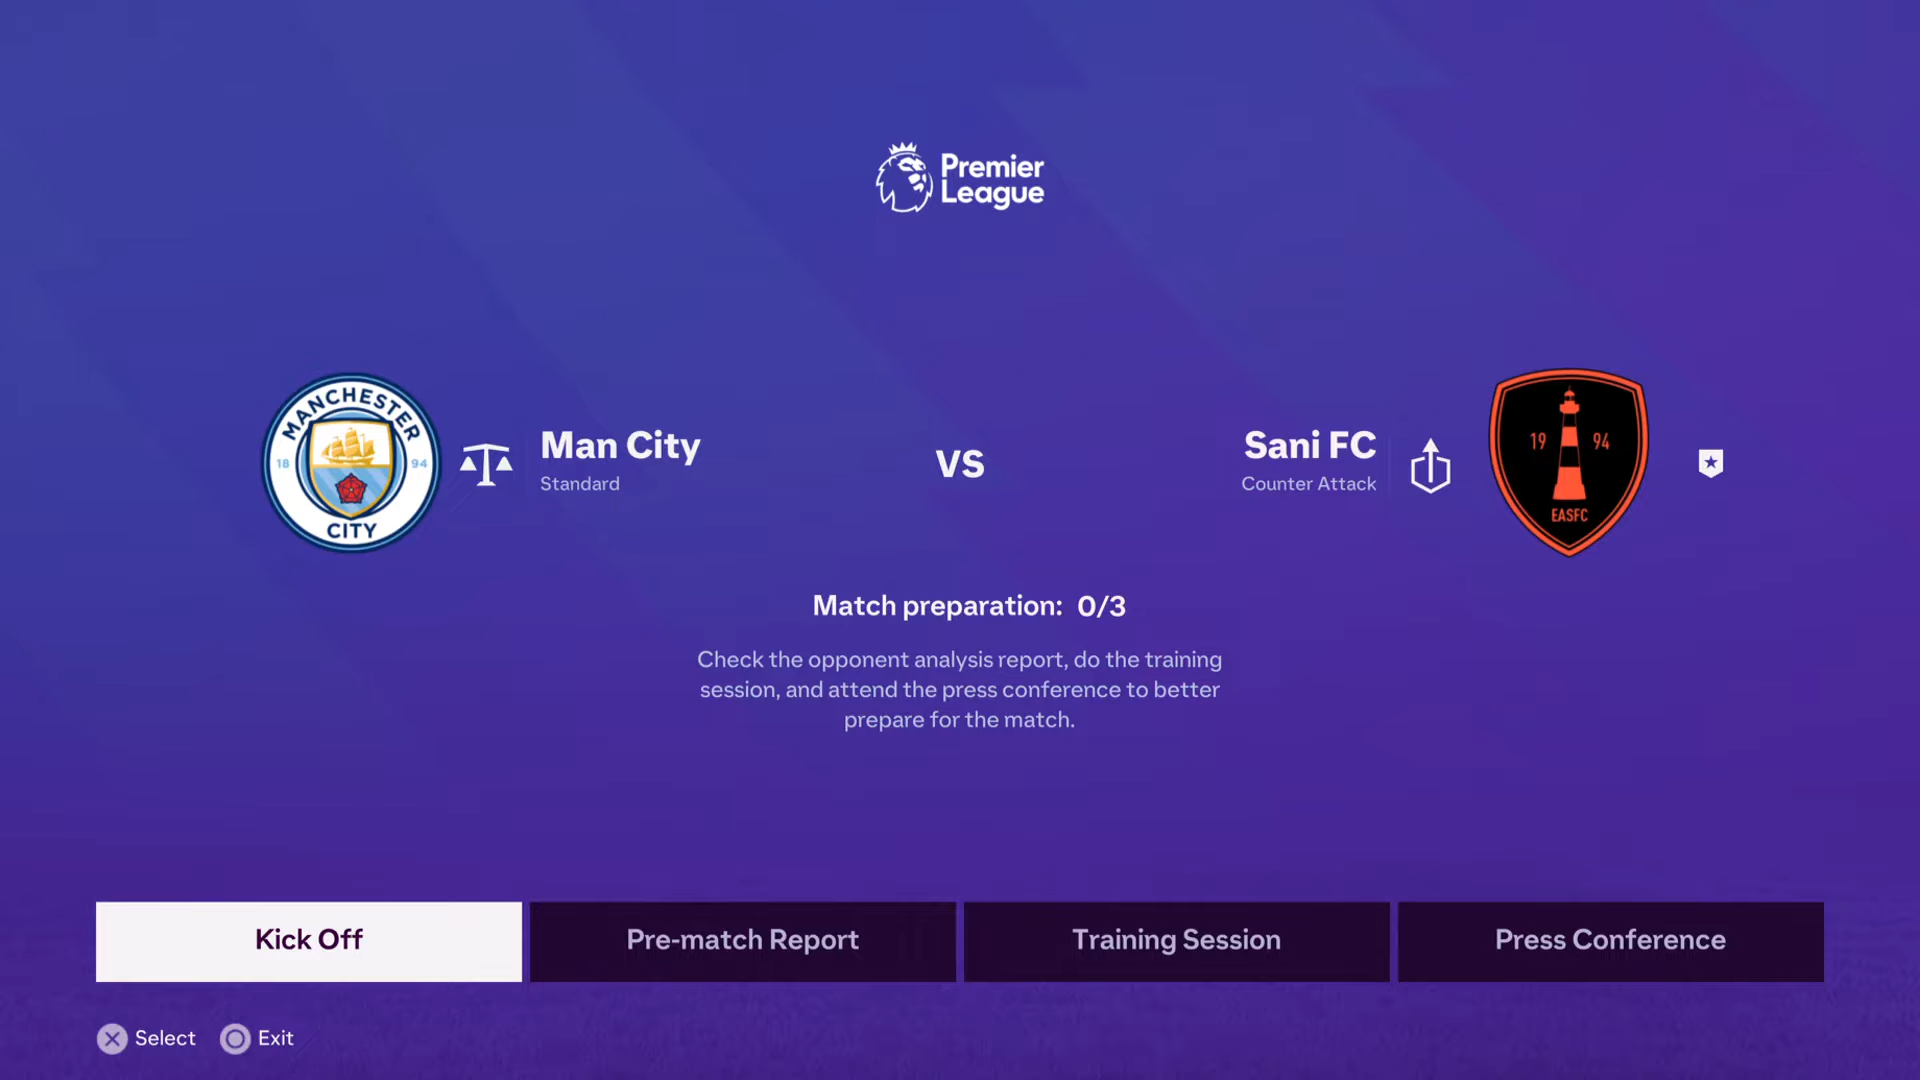 Premier
League
MANCHESTER
18 94
CITY
Man City
Standard
VS
Sani FC
Counter Attack
19 94
EASFC
Match preparation: 0/3
Check the opponent analysis report, do the training
session, and attend the press conference to better
prepare for the match.
Kick Off
Pre-match Report
Training Session
Press Conference
Select
Exit